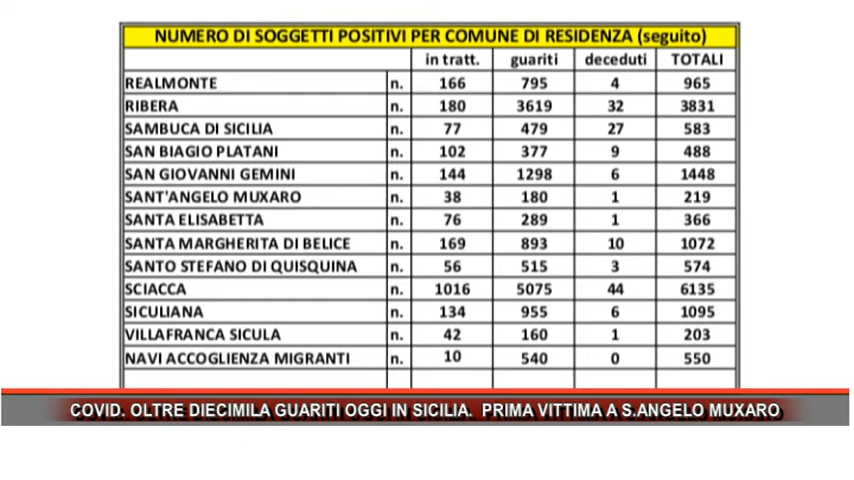 NUMERO DI SOGGETTI POSITIVI PER COMUNE DI RESIDENZA (seguito)
in tratt. guariti deceduti TOTALI
REALMONTE n. 166 795 4 965
RIBERA n. 180 3619 32 3831
SAMBUCA DI SICILIA n. 77 479 27 583
SAN BIAGIO PLATANI n. 102 377 9 488
SAN GIOVANNI GEMINI n. 144 1298 6 1448
SANT'ANGELO MUXARO n. 38 180 1 219
SANTA ELISABETTA n. 76 289 1 366
SANTA MARGHERITA DI BELICE n. 169 893 10 1072
SANTO STEFANO DI QUISQUINA n. 56 515 3 574
SCIACCA n. 1016 5075 44 6135
SICULIANA n. 134 955 6 1095
VILLAFRANCA SICULA n. 42 160 1 203
NAVI ACCOGLIENZA MIGRANTI n. 10 540 0 550
COVID. OLTRE DIECIMILA GUARITI OGGI IN SICILIA. PRIMA VITTIMA A S.ANGELO MUXARO